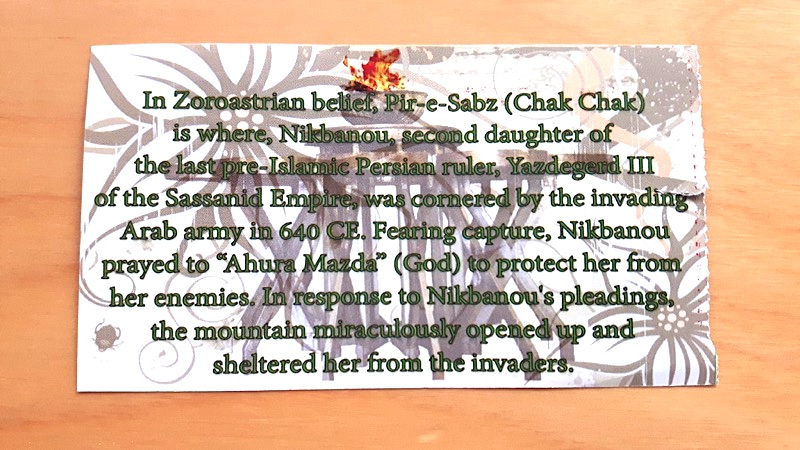 In Zoroastrian belief, Pir-e-Sabz (Chak Chak)
is where, Nikbanou, second daughter of
the last pre-Islamic Persian ruler, Yazdegerd III
of the Sassanid Empire, was cornered by the invading
Arab army in 640 CE. Fearing capture, Nikbanou
prayed to “Ahura Mazda” (God) to protect her from
her enemies. In response to Nikbanou's pleadings,
the mountain miraculously opened up and
sheltered her from the invaders.